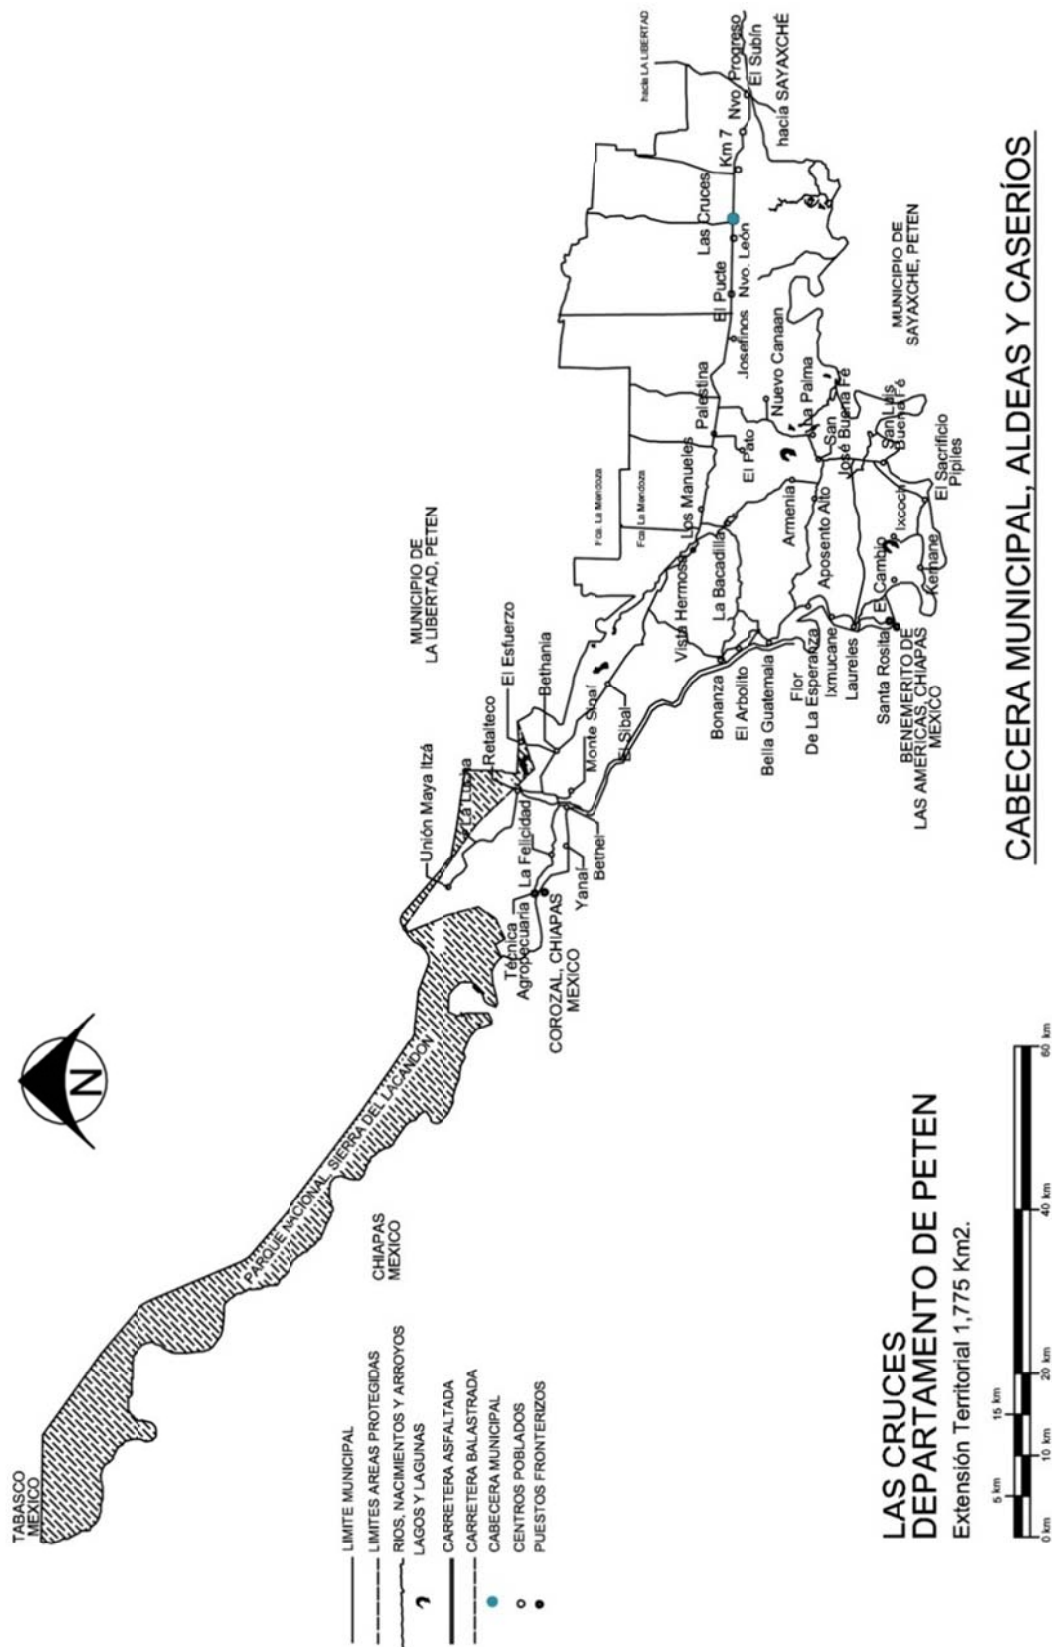 TABASCO
MEXICO
PARQUE NACIONAL SIERRA DEL LACANDON
CHIAPAS
MEXICO
N
MUNICIPIO DE
LA LIBERTAD, PETEN
Unión Maya Itzá
La Lucha
Retalteco
El Esfuerzo
Bethania
La Felicidad
Técnica
Agropecuaria
COROZAL, CHIAPAS
MEXICO
Yanal
Bethel
Monte Sinaí
El Sibal
Fca. La Mendoza
Fca La Mendoza
hacia LA LIBERTAD
Vista Hermosa
Los Manueles
Palestina
La Bacadilla
El Pato
Josefinos
El Pucte
Nvo. León
Las Cruces
Km 7
Nvo. Progreso
El Subín
hacia SAYAXCHÉ
Nuevo Canaan
La Palma
Armenia
San
José Buena Fé
Aposento Alto
San Luis
Buena Fé
MUNICIPIO DE
SAYAXCHE, PETEN
Bonanza
El Arbolito
Bella Guatemala
Flor
De La Esperanza
Ixmucane
Laureles
Santa Rosita
El Cambio
Ixcoch
Kernane
El Sacrificio
Pipiles
BENEMERITO DE
LAS AMERICAS, CHIAPAS
MEXICO
LIMITE MUNICIPAL
LIMITES AREAS PROTEGIDAS
RIOS, NACIMIENTOS Y ARROYOS
LAGOS Y LAGUNAS
CARRETERA ASFALTADA
CARRETERA BALASTRADA
CABECERA MUNICIPAL
CENTROS POBLADOS
PUESTOS FRONTERIZOS
LAS CRUCES
DEPARTAMENTO DE PETEN
Extensión Territorial 1,775 Km2.
5 km 15 km
0 km 10 km 20 km 40 km 60 km
CABECERA MUNICIPAL, ALDEAS Y CASERÍOS